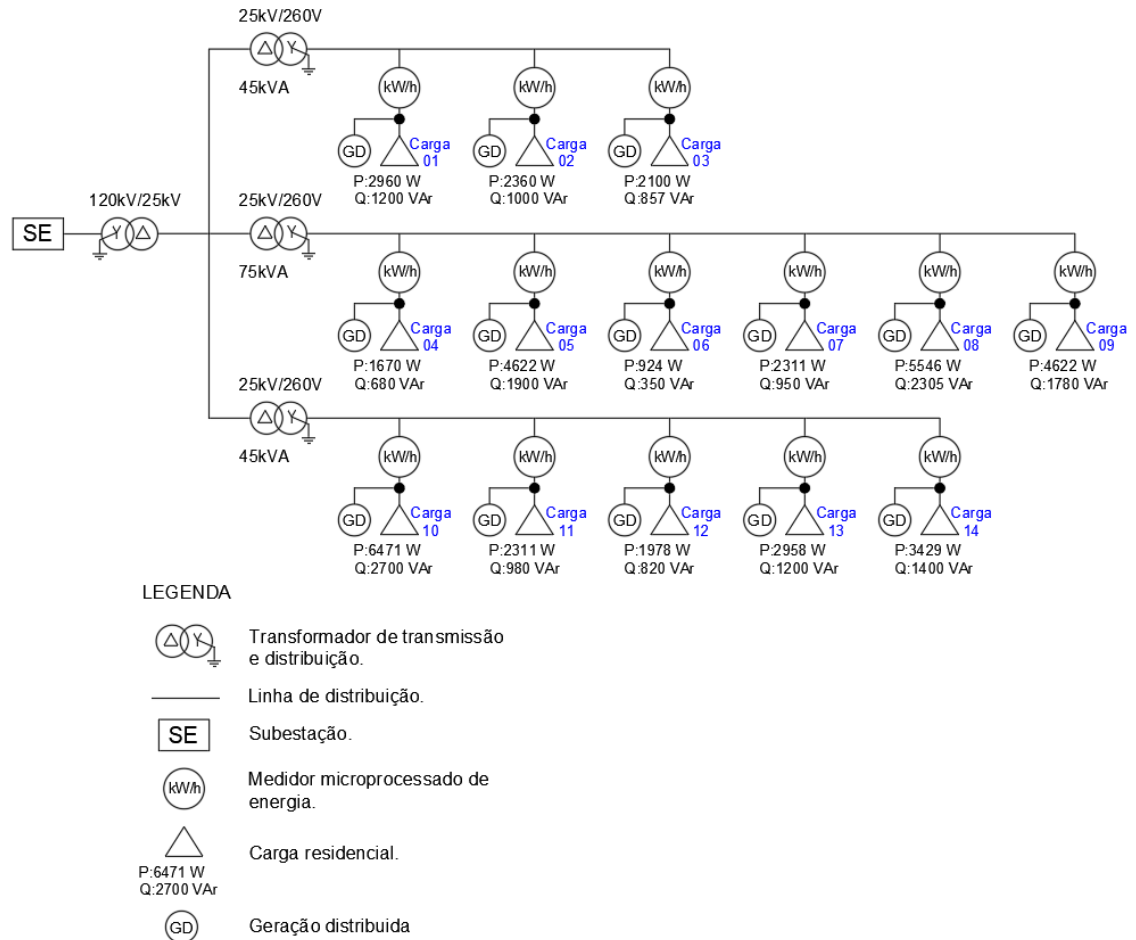 25kV/260V
45kVA
kW/h kW/h kW/h
GD Carga 01 GD Carga 02 GD Carga 03
P:2960 W P:2360 W P:2100 W
Q:1200 VAr Q:1000 VAr Q:857 VAr
120kV/25kV 25kV/260V
SE
75kVA
kW/h kW/h kW/h kW/h kW/h kW/h
GD Carga 04 GD Carga 05 GD Carga 06 GD Carga 07 GD Carga 08 GD Carga 09
P:1670 W P:4622 W P:924 W P:2311 W P:5546 W P:4622 W
Q:680 VAr Q:1900 VAr Q:350 VAr Q:950 VAr Q:2305 VAr Q:1780 VAr
25kV/260V
45kVA
kW/h kW/h kW/h kW/h kW/h
GD Carga 10 GD Carga 11 GD Carga 12 GD Carga 13 GD Carga 14
P:6471 W P:2311 W P:1978 W P:2958 W P:3429 W
Q:2700 VAr Q:980 VAr Q:820 VAr Q:1200 VAr Q:1400 VAr
LEGENDA
Transformador de transmissão
e distribuição.
Linha de distribuição.
SE Subestação.
kW/h Medidor microprocessado de
energia.
Carga residencial.
P:6471 W
Q:2700 VAr
GD Geração distribuida